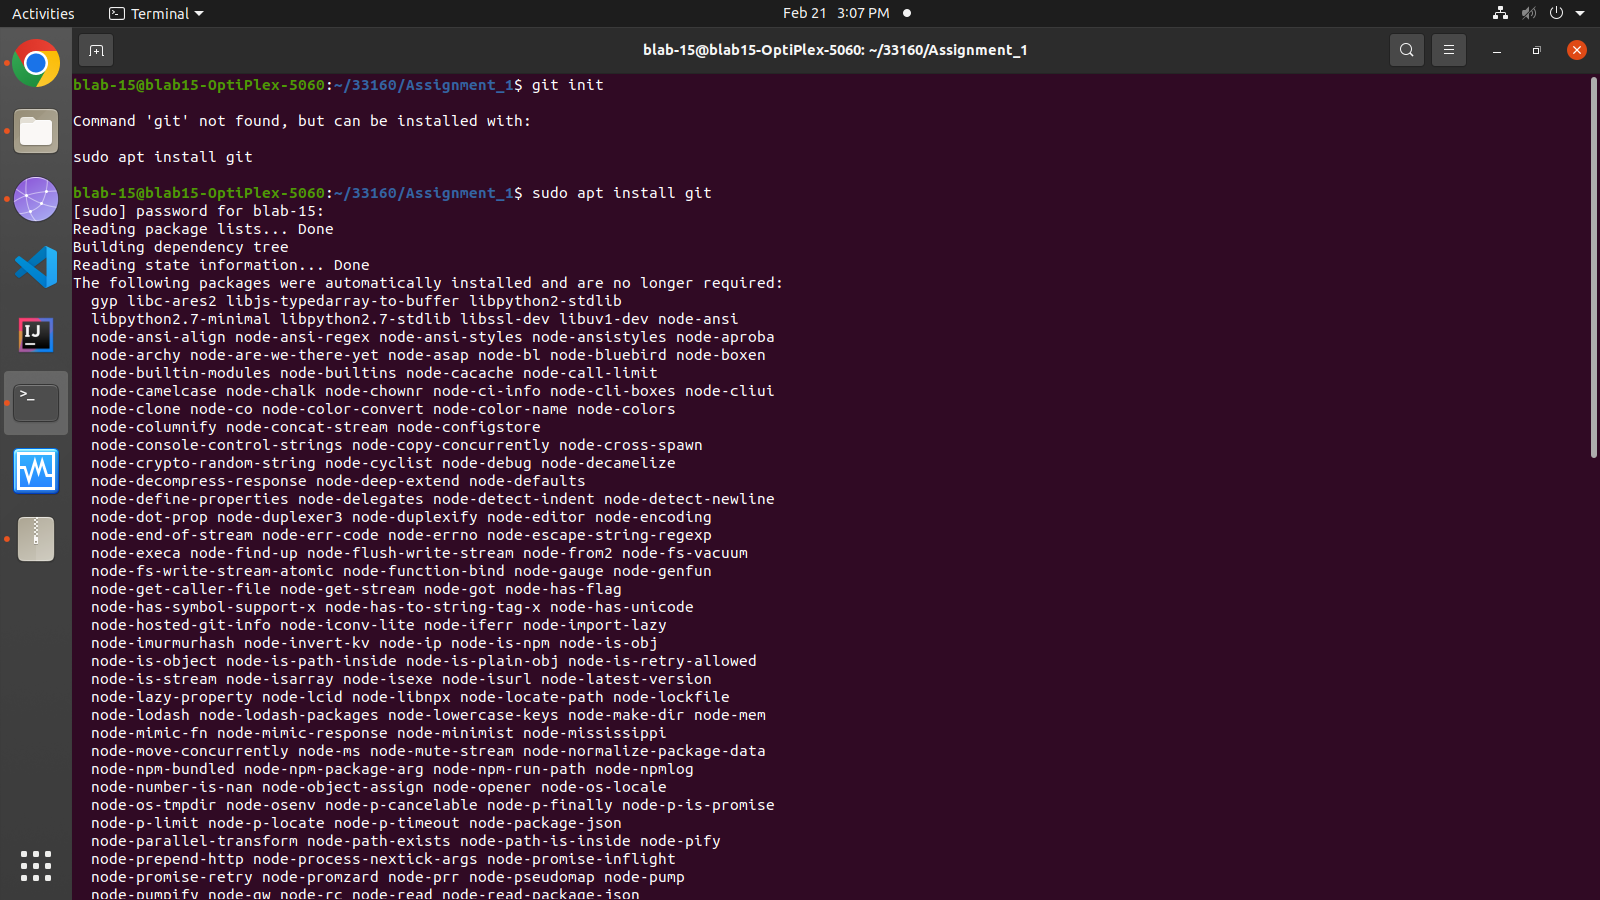 Activities Terminal Feb 21 3:07 PM
blab-15@blab15-OptiPlex-5060: ~/33160/Assignment_1
blab-15@blab15-OptiPlex-5060:~/33160/Assignment_1$ git init
Command 'git' not found, but can be installed with:
sudo apt install git
blab-15@blab15-OptiPlex-5060:~/33160/Assignment_1$ sudo apt install git
[sudo] password for blab-15:
Reading package lists... Done
Building dependency tree
Reading state information... Done
The following packages were automatically installed and are no longer required:
gyp libc-ares2 libjs-typedarray-to-buffer libpython2-stdlib
libpython2.7-minimal libpython2.7-stdlib libssl-dev libuv1-dev node-ansi
node-ansi-align node-ansi-regex node-ansi-styles node-ansistyles node-aproba
node-archy node-are-we-there-yet node-asap node-bl node-bluebird node-boxen
node-builtin-modules node-builtins node-cacache node-call-limit
node-camelcase node-chalk node-chownr node-ci-info node-cli-boxes node-cliui
node-clone node-co node-color-convert node-color-name node-colors
node-columnify node-concat-stream node-configstore
node-console-control-strings node-copy-concurrently node-cross-spawn
node-crypto-random-string node-cyclist node-debug node-decamelize
node-decompress-response node-deep-extend node-defaults
node-define-properties node-delegates node-detect-indent node-detect-newline
node-dot-prop node-duplexer3 node-duplexify node-editor node-encoding
node-end-of-stream node-err-code node-errno node-escape-string-regexp
node-execa node-find-up node-flush-write-stream node-from2 node-fs-vacuum
node-fs-write-stream-atomic node-function-bind node-gauge node-genfun
node-get-caller-file node-get-stream node-got node-has-flag
node-has-symbol-support-x node-has-to-string-tag-x node-has-unicode
node-hosted-git-info node-iconv-lite node-iferr node-import-lazy
node-imurmurhash node-invert-kv node-ip node-is-npm node-is-obj
node-is-object node-is-path-inside node-is-plain-obj node-is-retry-allowed
node-is-stream node-isarray node-isexe node-isurl node-latest-version
node-lazy-property node-lcid node-libnpx node-locate-path node-lockfile
node-lodash node-lodash-packages node-lowercase-keys node-make-dir node-mem
node-mimic-fn node-mimic-response node-minimist node-mississippi
node-move-concurrently node-ms node-mute-stream node-normalize-package-data
node-npm-bundled node-npm-package-arg node-npm-run-path node-npmlog
node-number-is-nan node-object-assign node-opener node-os-locale
node-os-tmpdir node-osenv node-p-cancelable node-p-finally node-p-is-promise
node-p-limit node-p-locate node-p-timeout node-package-json
node-parallel-transform node-path-exists node-path-is-inside node-pify
node-prepend-http node-process-nextick-args node-promise-inflight
node-promise-retry node-promzard node-prr node-pseudomap node-pump
node-pumpify node-qw node-rc node-read node-read-package-json
IJ
>_